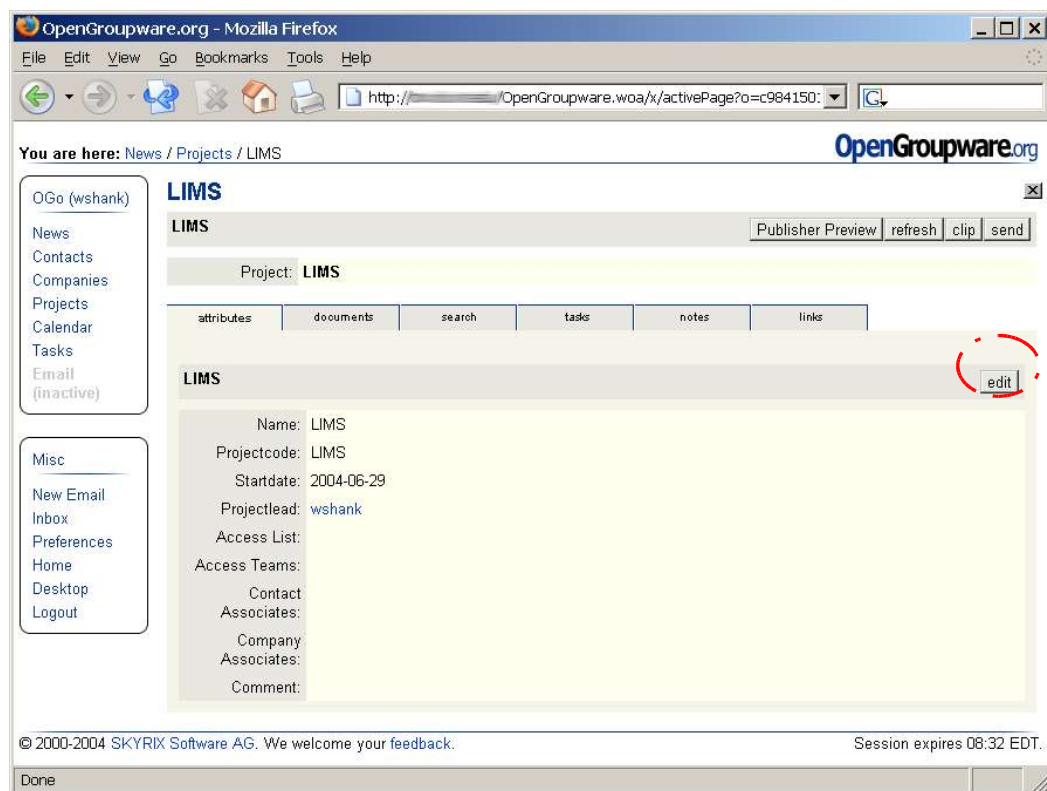 OpenGroupware.org - Mozilla Firefox
File Edit View Go Bookmarks Tools Help
http:// /OpenGroupware.woa/x/activePage?o=c984150: G
You are here: News / Projects / LIMS
OpenGroupware.org
OGo (wshank)
News
Contacts
Companies
Projects
Calendar
Tasks
Email
(inactive)
Misc
New Email
Inbox
Preferences
Home
Desktop
Logout
LIMS
LIMS Publisher Preview refresh clip send
Project: LIMS
attributes documents search tasks notes links
LIMS edit
Name: LIMS
Projectcode: LIMS
Startdate: 2004-06-29
Projectlead: wshank
Access List:
Access Teams:
Contact
Associates:
Company
Associates:
Comment:
© 2000-2004 SKYRIX Software AG. We welcome your feedback. Session expires 08:32 EDT.
Done